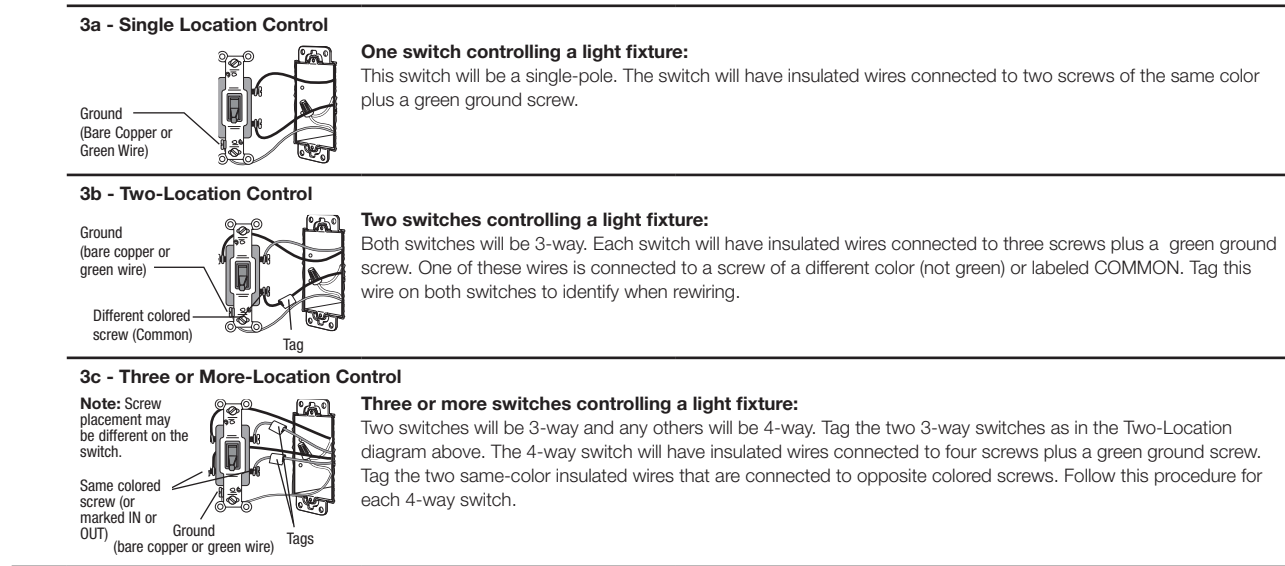 3a - Single Location Control
Ground
(Bare Copper or
Green Wire)
One switch controlling a light fixture:
This switch will be a single-pole. The switch will have insulated wires connected to two screws of the same color
plus a green ground screw.
3b - Two-Location Control
Ground
(bare copper or
green wire)
Different colored
screw (Common)
Tag
Two switches controlling a light fixture:
Both switches will be 3-way. Each switch will have insulated wires connected to three screws plus a green ground
screw. One of these wires is connected to a screw of a different color (not green) or labeled COMMON. Tag this
wire on both switches to identify when rewiring.
3c - Three or More-Location Control
Note: Screw
placement may
be different on the
switch.
Same colored
screw (or
marked IN or
OUT)
Ground
(bare copper or green wire)
Tags
Three or more switches controlling a light fixture:
Two switches will be 3-way and any others will be 4-way. Tag the two 3-way switches as in the Two-Location
diagram above. The 4-way switch will have insulated wires connected to four screws plus a green ground screw.
Tag the two same-color insulated wires that are connected to opposite colored screws. Follow this procedure for
each 4-way switch.